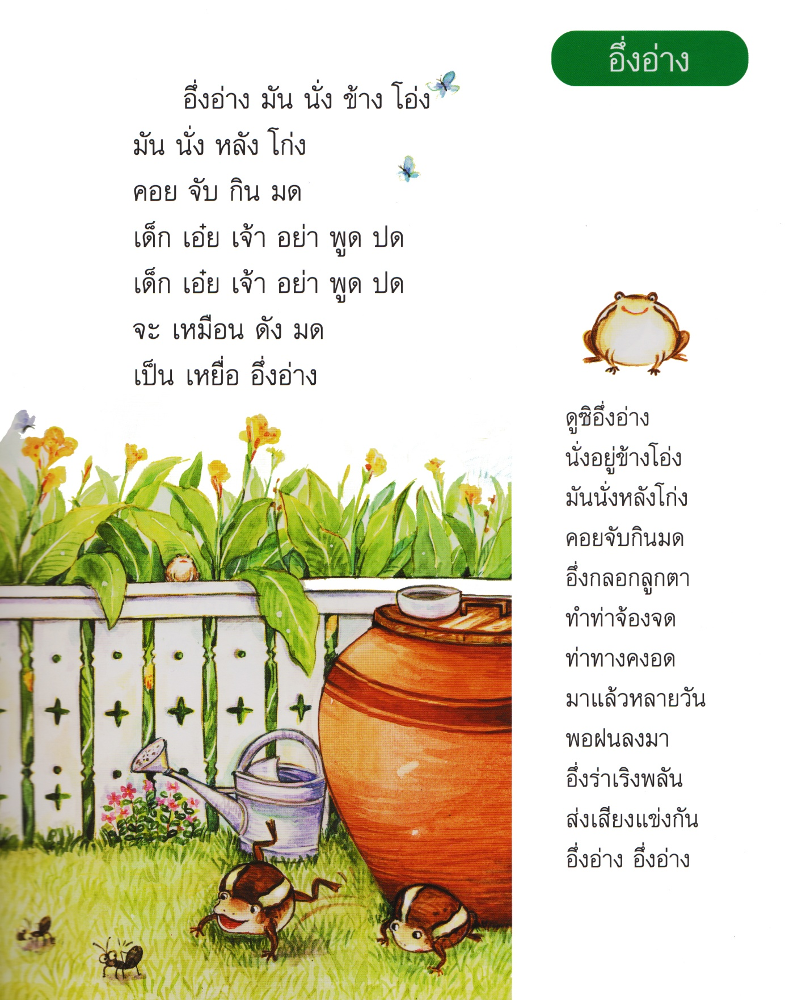 อึ่งอ่าง
อึ่งอ่าง มัน นั่ง ข้าง โอ่ง
มัน นั่ง หลัง โก่ง
คอย จับ กิน มด
เด็ก เอ๋ย เจ้า อย่า พูด ปด
เด็ก เอ๋ย เจ้า อย่า พูด ปด
จะ เหมือน ดัง มด
เป็น เหยื่อ อึ่งอ่าง
ดูซิอึ่งอ่าง
นั่งอยู่ข้างโอ่ง
มันนั่งหลังโก่ง
คอยจับกินมด
อึ่งกลอกลูกตา
ทำท่าจ้องจด
ท่าทางคงอด
มาแล้วหลายวัน
พอฝนลงมา
อึ่งร่าเริงพลัน
ส่งเสียงแข่งกัน
อึ่งอ่าง อึ่งอ่าง